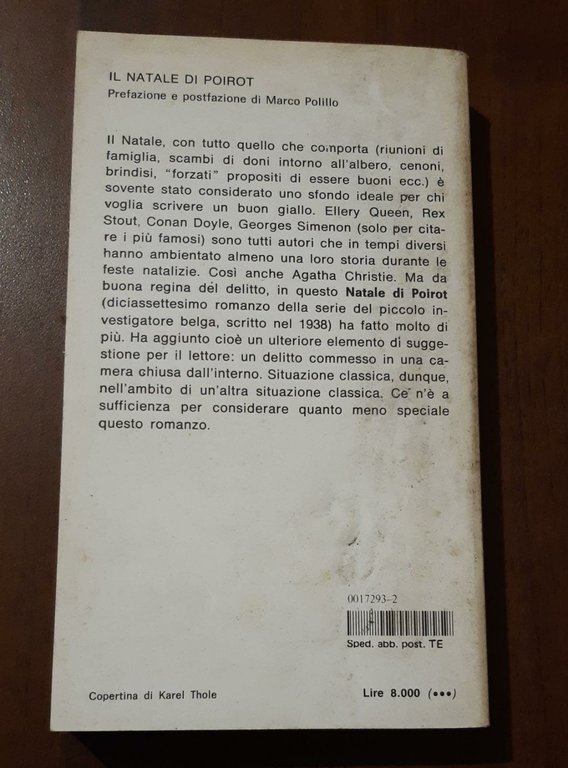 IL NATALE DI POIROT
Prefazione e postfazione di Marco Polillo
Il Natale, con tutto quello che comporta (riunioni di
famiglia, scambi di doni intorno all'albero, cenoni,
brindisi, "forzati" propositi di essere buoni ecc.) è
sovente stato considerato uno sfondo ideale per chi
voglia scrivere un buon giallo. Ellery Queen, Rex
Stout, Conan Doyle, Georges Simenon (solo per cita-
re i più famosi) sono tutti autori che in tempi diversi
hanno ambientato almeno una loro storia durante le
feste natalizie. Così anche Agatha Christie. Ma da
buona regina del delitto, in questo Natale di Poirot
(diciassettesimo romanzo della serie del piccolo in-
vestigatore belga, scritto nel 1938) ha fatto molto di
più. Ha aggiunto cioè un ulteriore elemento di sugge-
stione per il lettore: un delitto commesso in una ca-
mera chiusa dall'interno. Situazione classica, dunque,
nell'ambito di un'altra situazione classica. Ce n'è a
sufficienza per considerare quanto meno speciale
questo romanzo.
0017293-2
Sped. abb. post. TE
Copertina di Karel Thole
Lire 8.000 (•••)